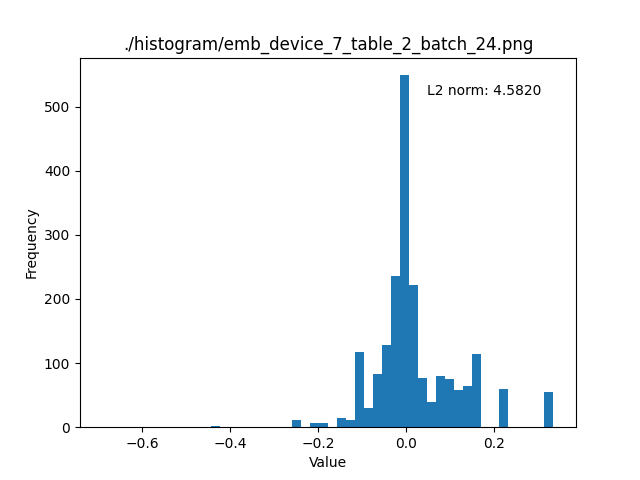 ./histogram/emb_device_7_table_2_batch_24.png
L2 norm: 4.5820
Frequency
500
400
300
200
100
0
−0.6 −0.4 −0.2 0.0 0.2
Value